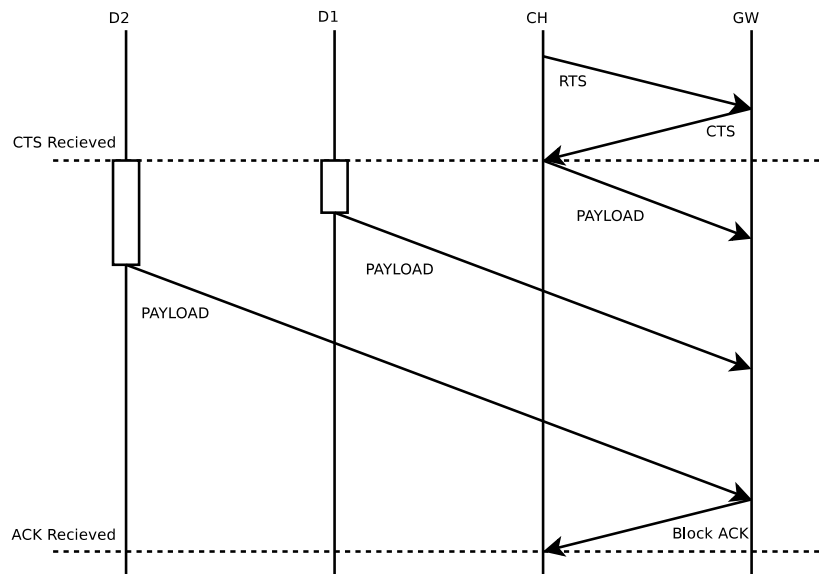 D2
D1
CH
GW
RTS
CTS
CTS Recieved
PAYLOAD
PAYLOAD
PAYLOAD
Block ACK
ACK Recieved